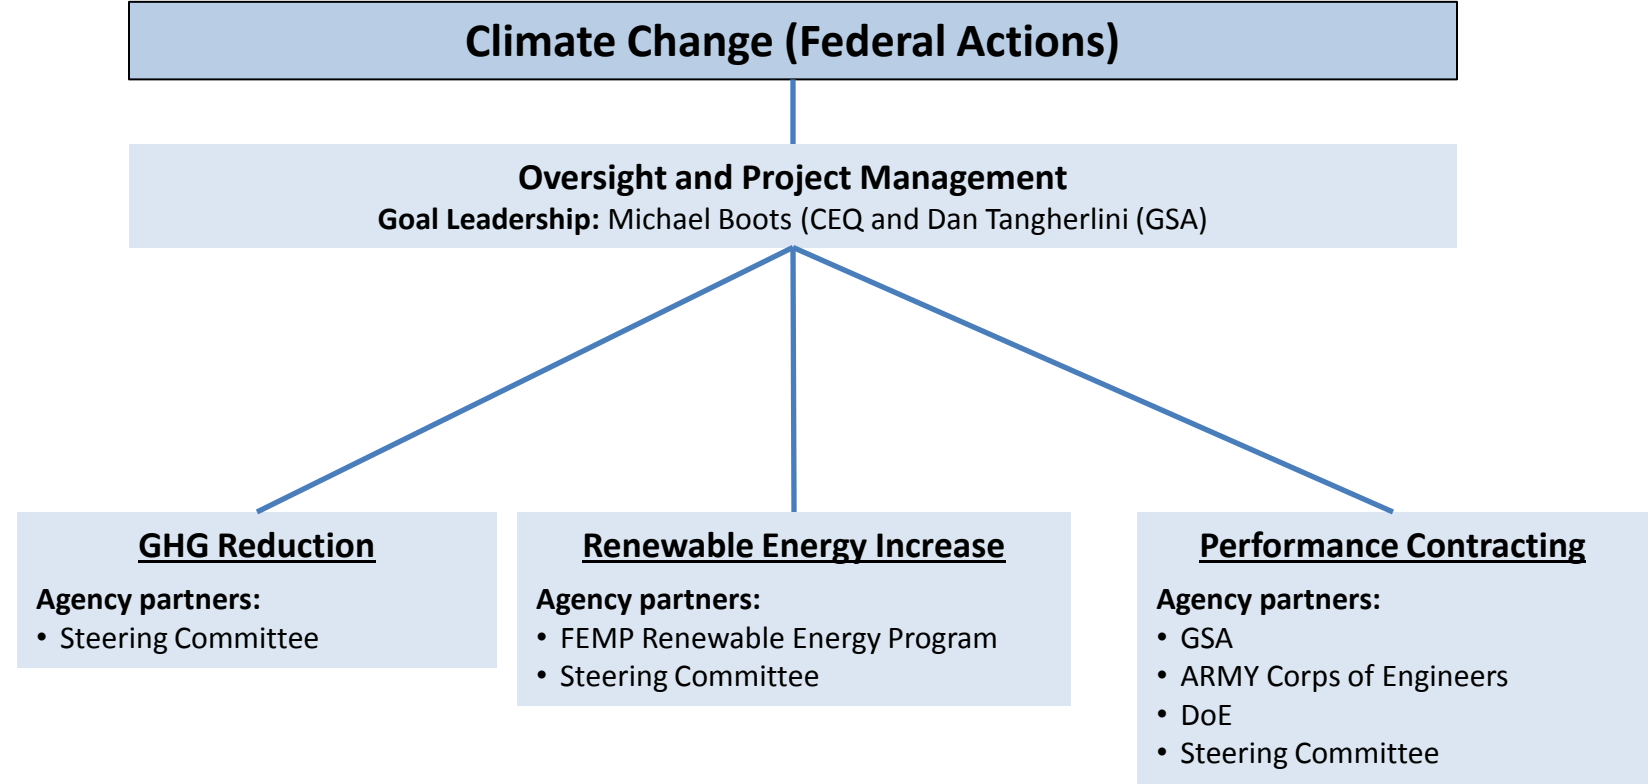 Climate Change (Federal Actions)
Oversight and Project Management
Goal Leadership: Michael Boots (CEQ and Dan Tangherlini (GSA)
GHG Reduction
Agency partners:
• Steering Committee
Renewable Energy Increase
Agency partners:
• FEMP Renewable Energy Program
• Steering Committee
Performance Contracting
Agency partners:
• GSA
• ARMY Corps of Engineers
• DoE
• Steering Committee